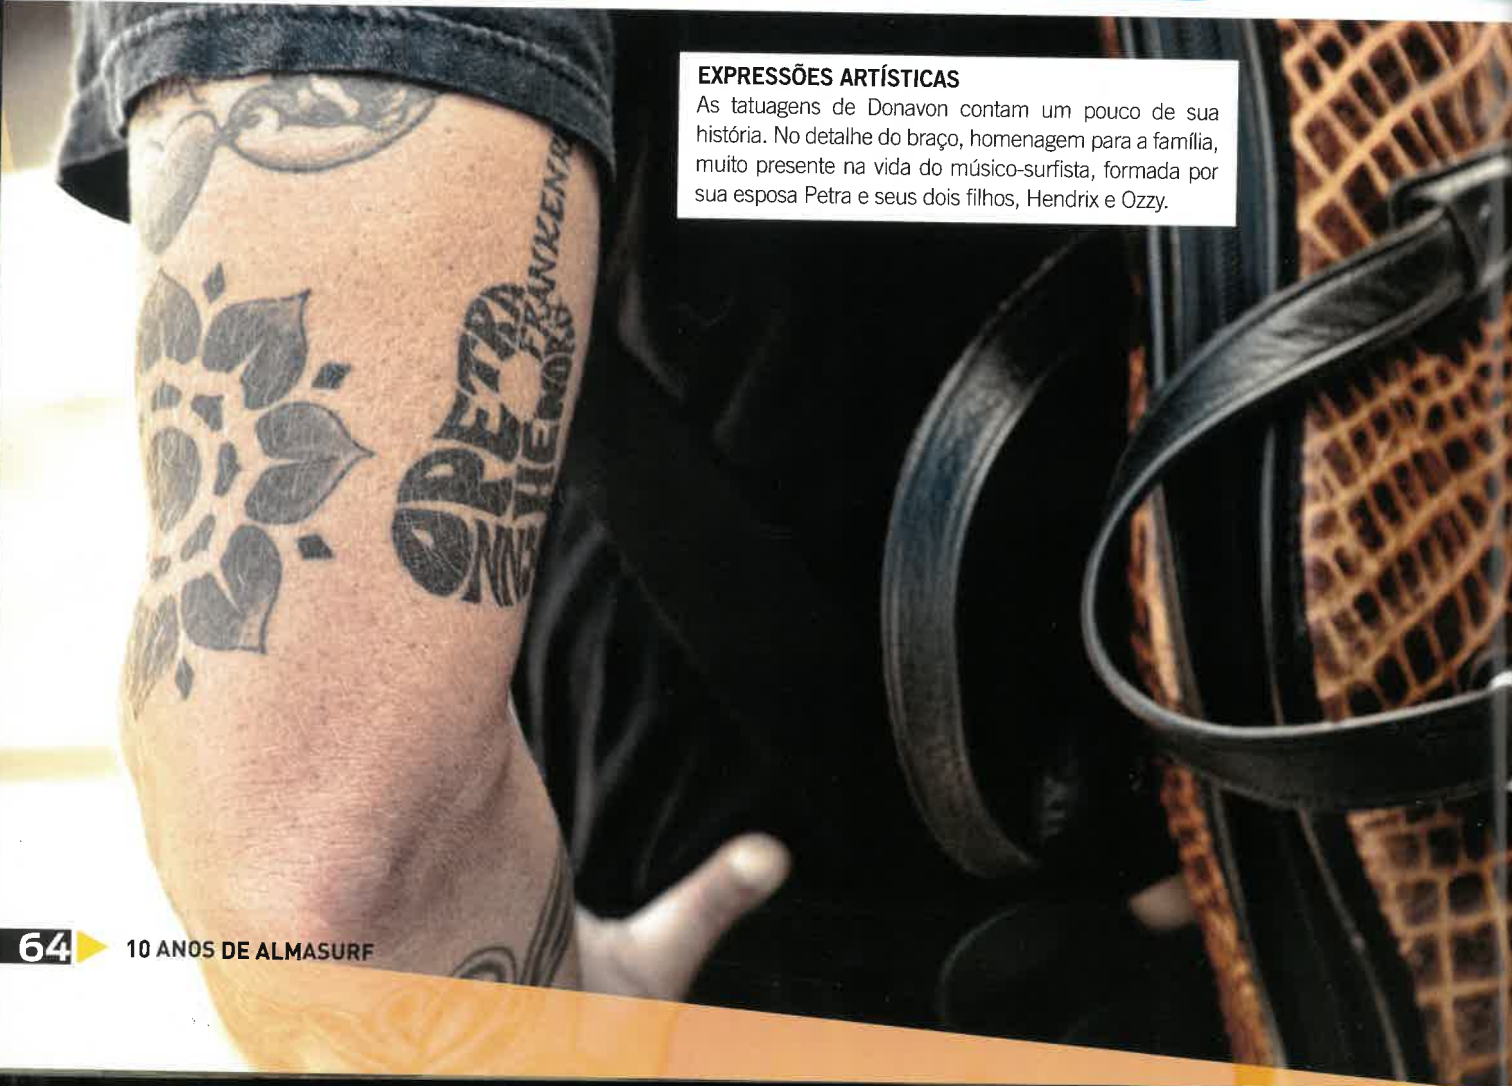 EXPRESSÕES ARTÍSTICAS
As tatuagens de Donavon contam um pouco de sua
história. No detalhe do braço, homenagem para a família,
muito presente na vida do músico-surfista, formada por
sua esposa Petra e seus dois filhos, Hendrix e Ozzy.
PETRA
64 10 ANOS DE ALMASURF